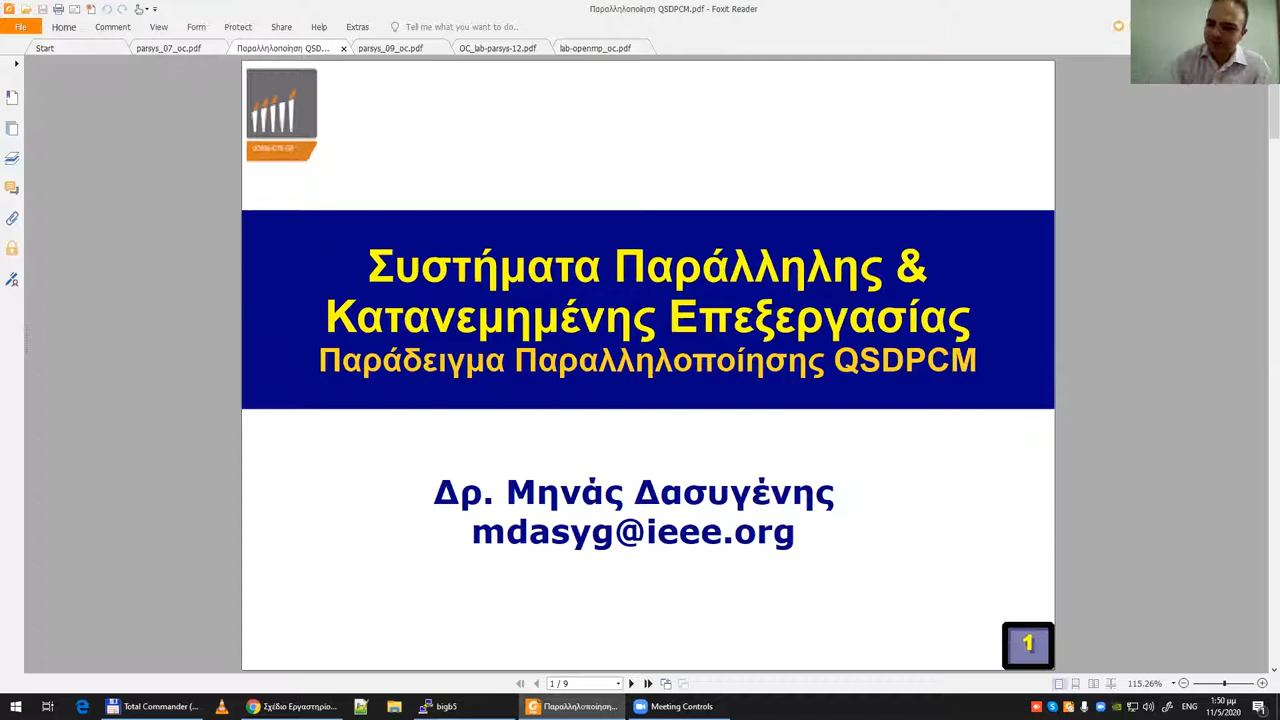 Παραλληλοποίηση QSDPCM.pdf - Foxit Reader
File Home Comment View Form Protect Share Help Extras Tell me what you want to do..
Start parsys_07_oc.pdf Παραλληλοποίηση QSD... parsys_09_oc.pdf OC_lab-parsys-12.pdf lab-openmp_oc.pdf
Συστήματα Παράλληλης &
Κατανεμημένης Επεξεργασίας
Παράδειγμα Παραλληλοποίησης QSDPCM
Δρ. Μηνάς Δασυγένης
mdasyg@ieee.org
1
1 / 9
115.26%
Total Commander (... Σχέδιο Εργαστηρίο... bigb5 Παραλληλοποίηση... Meeting Controls
ENG
1:50 μμ
11/5/2020